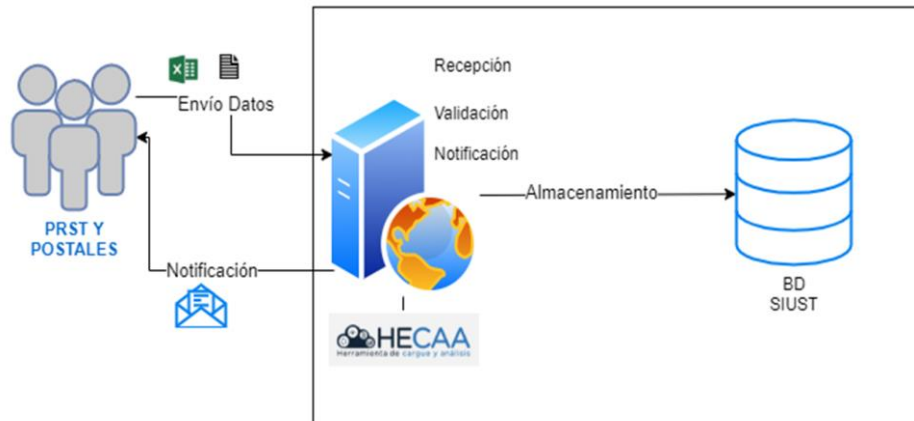 Recepción
Envío Datos
Validación
Notificación
Almacenamiento
PRST Y
POSTALES
Notificación
BD
SIUST
HECAA
Herramienta de cargue y análisis